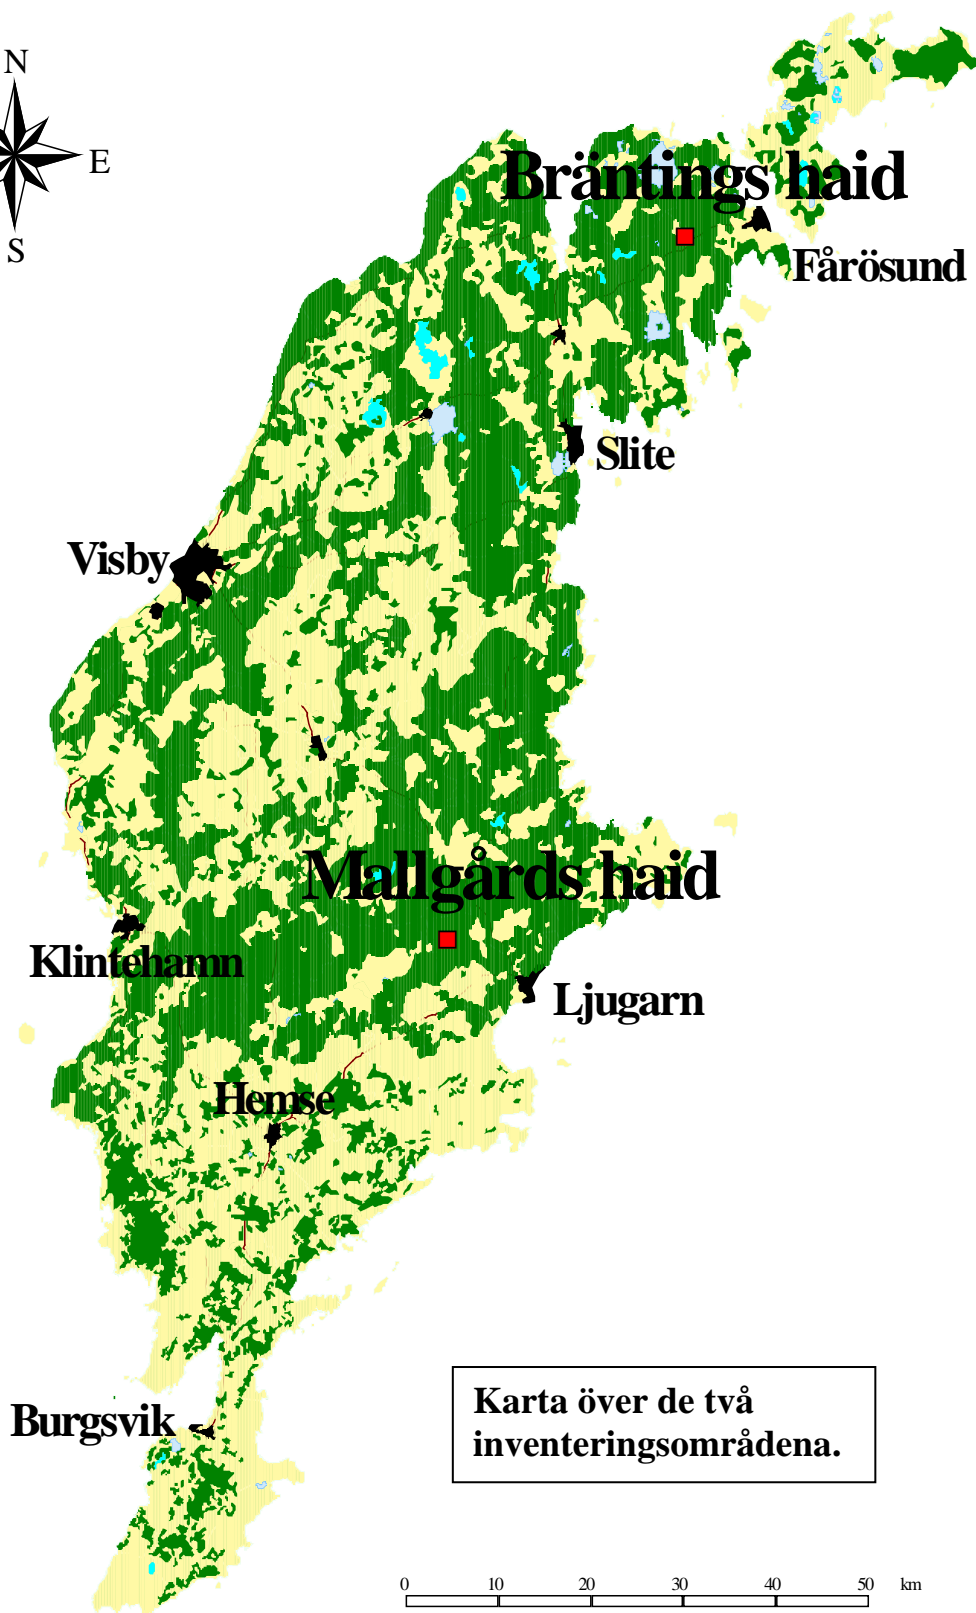 N
E
S
Bräntings haid
Fårösund
Slite
Visby
Mallgårds haid
Klintehamn
Ljugarn
Hemse
Karta över de två
inventeringsområdena.
Burgsvik
0 10 20 30 40 50 km